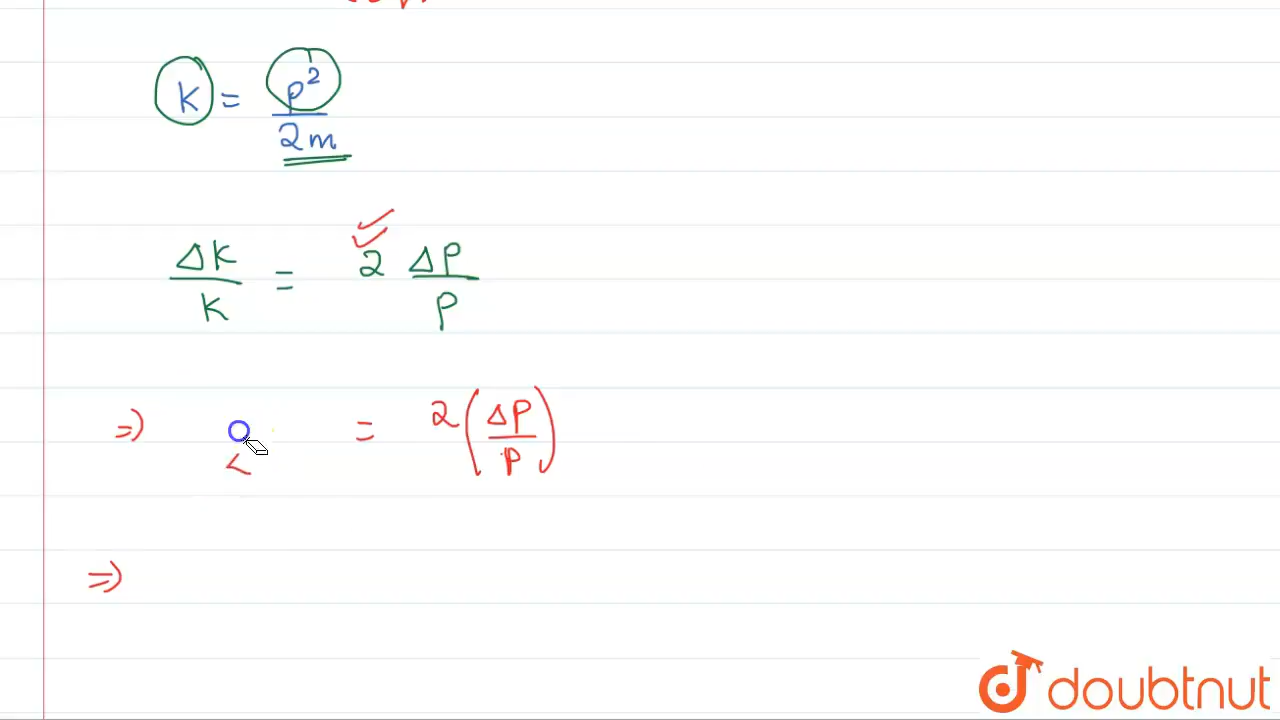 K = p²/2m
ΔK/K = 2 Δp/p
⇒ = 2(Δp/p)
⇒
doubtnut